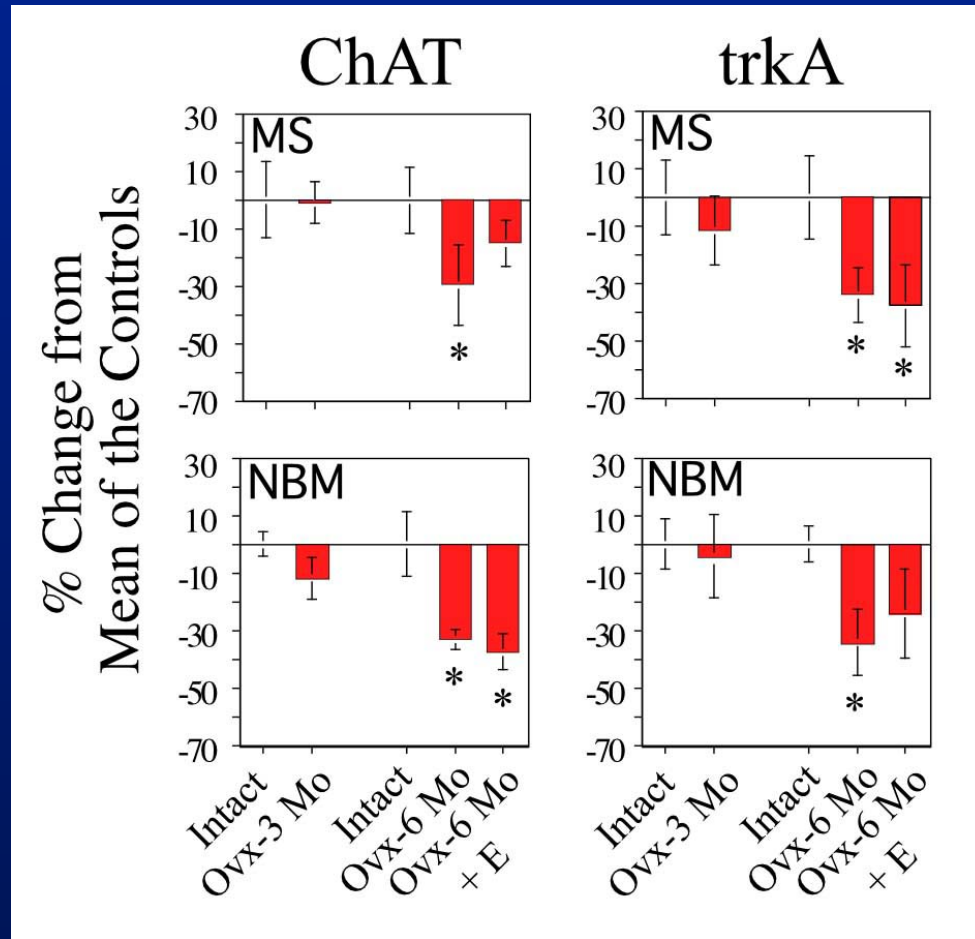 ChAT
trkA
% Change from
Mean of the Controls
MS
30
10
-10
-30
-50
-70
*
MS
30
10
-10
-30
-50
-70
*
*
NBM
30
10
-10
-30
-50
-70
*
*
NBM
30
10
-10
-30
-50
-70
*
Intact
Ovx-3 Mo
Intact
Ovx-6 Mo
Ovx-6 Mo
+ E
Intact
Ovx-3 Mo
Intact
Ovx-6 Mo
Ovx-6 Mo
+ E